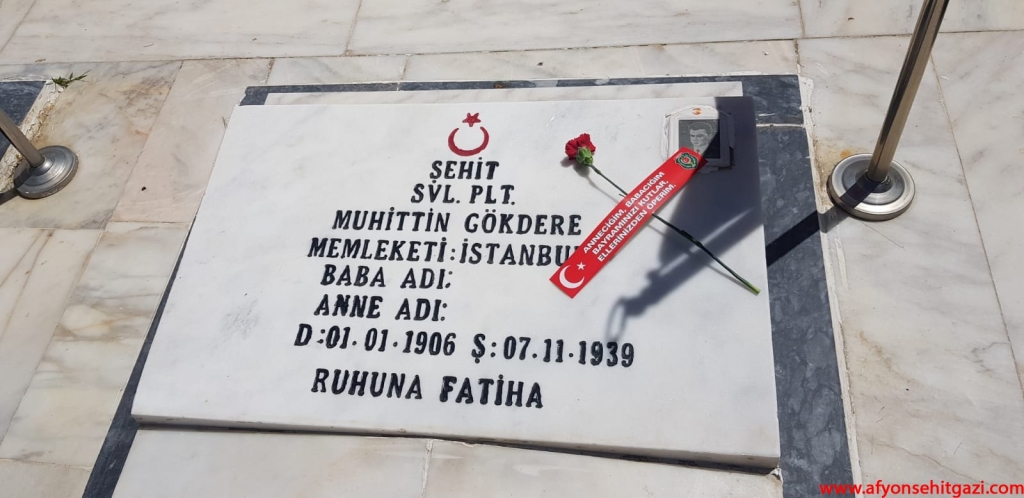 ŞEHİT
SVL. PLT.
MUHİTTİN GÖKDERE
MEMLEKETİ: İSTANBU
BABA ADI:
ANNE ADI:
D:01.01.1906 Ş:07.11.1939
RUHUNA FATİHA
ANNECİĞİM, BABACIĞIM
BAYRAMINIZI KUTLAR,
ELLERİNİZDEN ÖPERİM.
www.afyonsehitgazi.com